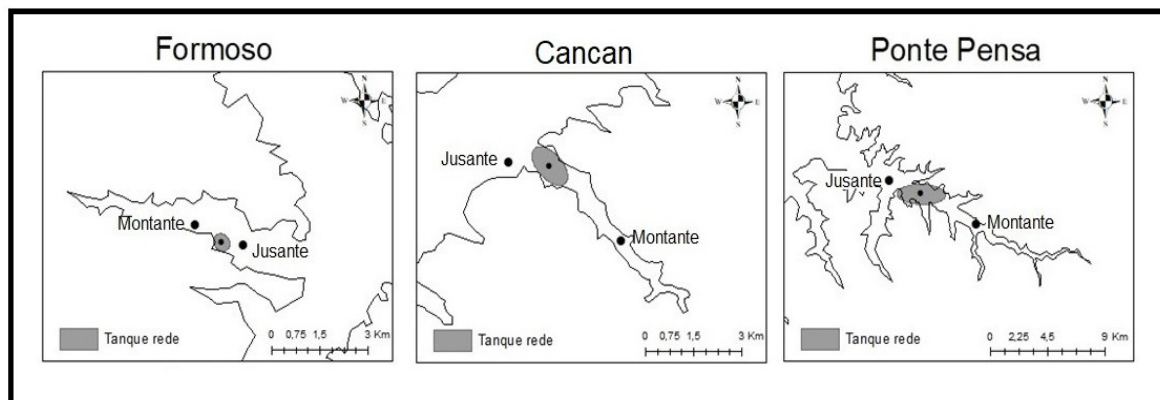 Formoso
Cancan
Ponte Pensa
N
W E
N
Montante
Jusante
Tanque rede
0 0,75 1,5 3 Km
N
W E
N
Jusante
Montante
Tanque rede
0 0,75 1,5 3 Km
N
W E
N
Jusante
Montante
Tanque rede
0 2,25 4,5 9 Km